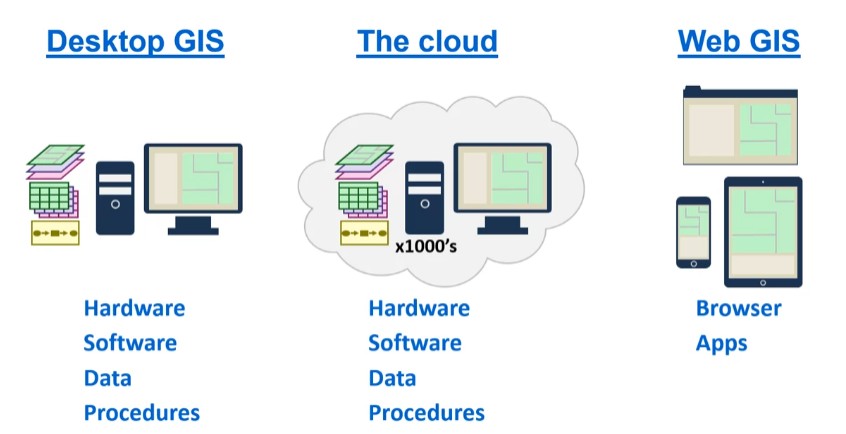 Desktop GIS
The cloud
Web GIS
x1000's
Hardware
Software
Data
Procedures
Hardware
Software
Data
Procedures
Browser
Apps